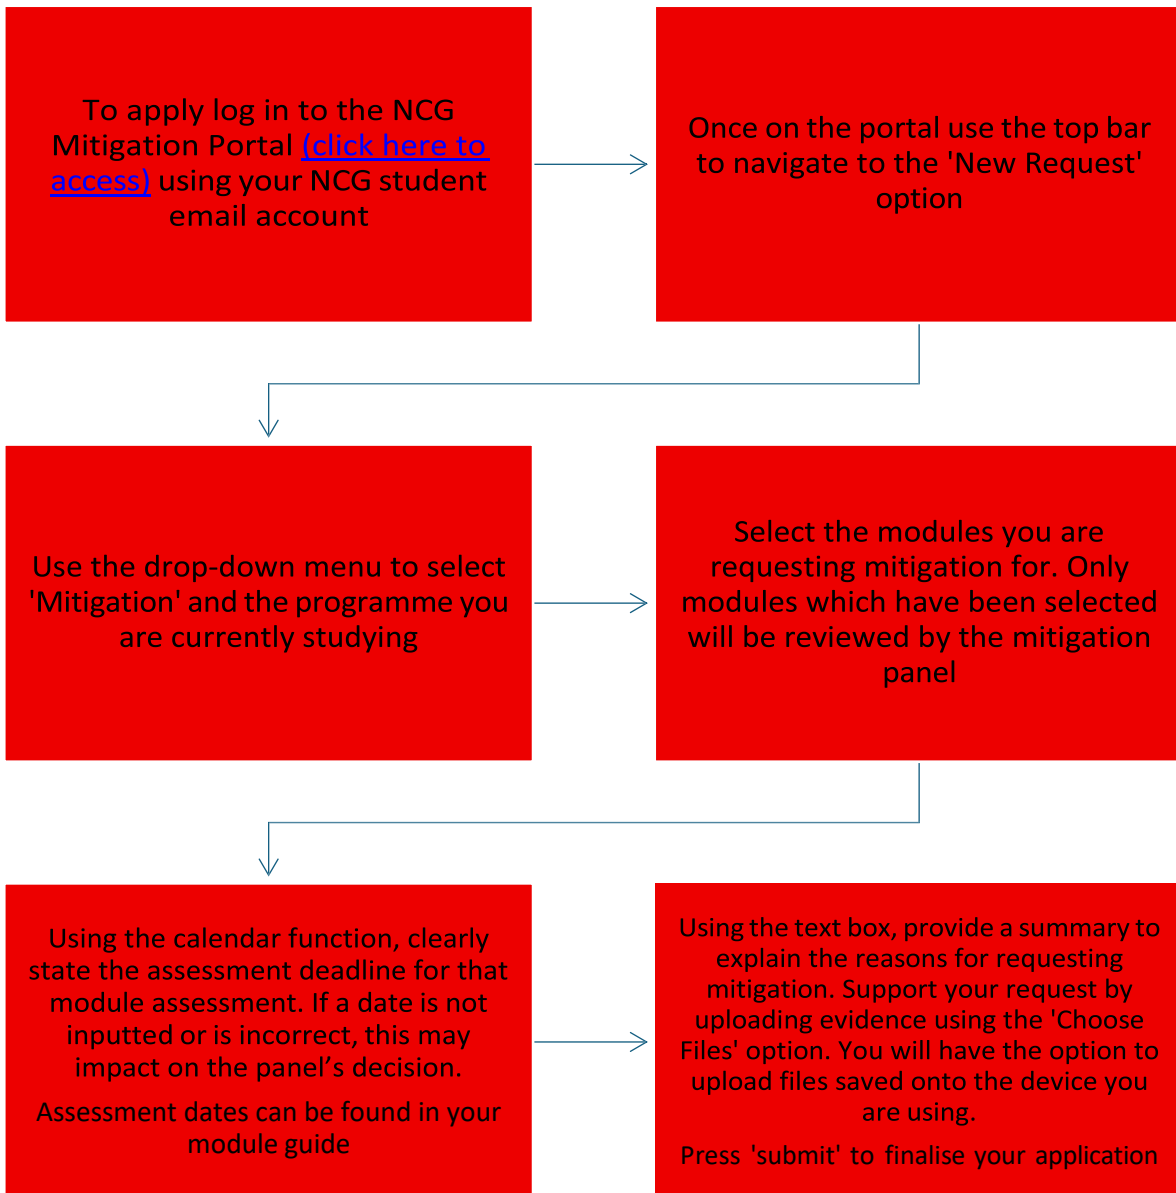 To apply log in to the NCG
Mitigation Portal (click here to
access) using your NCG student
email account
Once on the portal use the top bar
to navigate to the 'New Request'
option
Use the drop-down menu to select
'Mitigation' and the programme you
are currently studying
Select the modules you are
requesting mitigation for. Only
modules which have been selected
will be reviewed by the mitigation
panel
Using the calendar function, clearly
state the assessment deadline for that
module assessment. If a date is not
inputted or is incorrect, this may
impact on the panel’s decision.
Assessment dates can be found in your
module guide
Using the text box, provide a summary to
explain the reasons for requesting
mitigation. Support your request by
uploading evidence using the 'Choose
Files' option. You will have the option to
upload files saved onto the device you
are using.
Press 'submit' to finalise your application